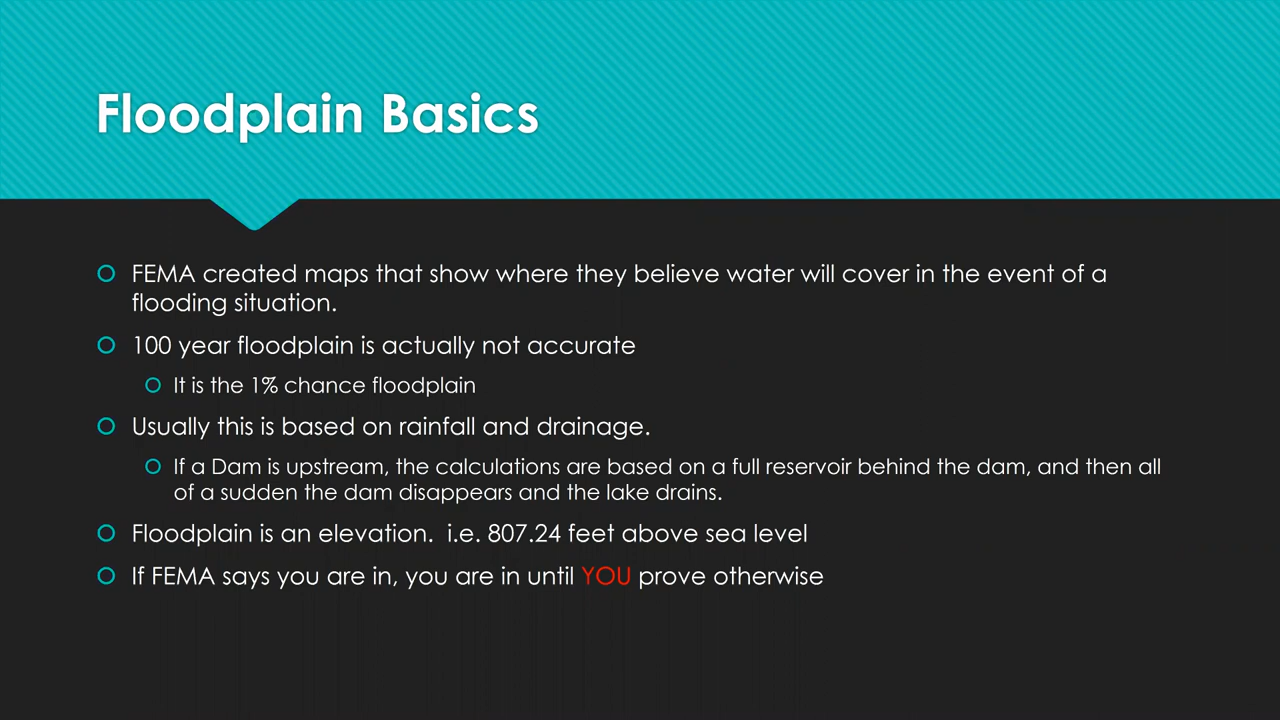 Floodplain Basics
FEMA created maps that show where they believe water will cover in the event of a
flooding situation.
100 year floodplain is actually not accurate
It is the 1% chance floodplain
Usually this is based on rainfall and drainage.
If a Dam is upstream, the calculations are based on a full reservoir behind the dam, and then all
of a sudden the dam disappears and the lake drains.
Floodplain is an elevation.  i.e. 807.24 feet above sea level
If FEMA says you are in, you are in until YOU prove otherwise